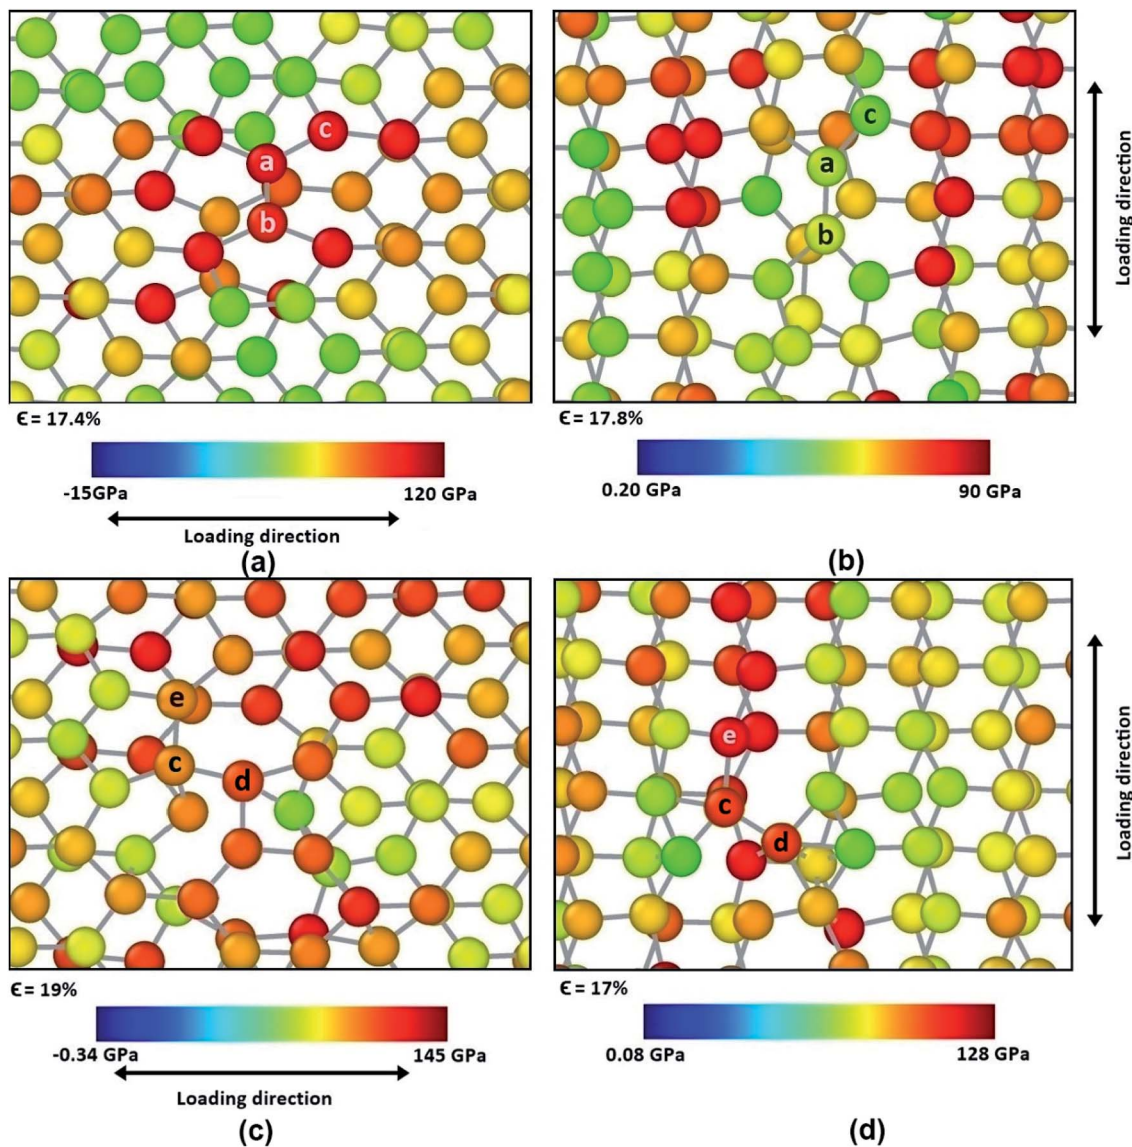 c
a
b
Є= 17.4%
-15GPa
120 GPa
Loading direction
(a)
c
a
b
Loading direction
Є= 17.8%
0.20 GPa
90 GPa
(b)
e
c
d
Є= 19%
-0.34 GPa
145 GPa
Loading direction
(c)
e
c
d
Loading direction
Є= 17%
0.08 GPa
128 GPa
(d)